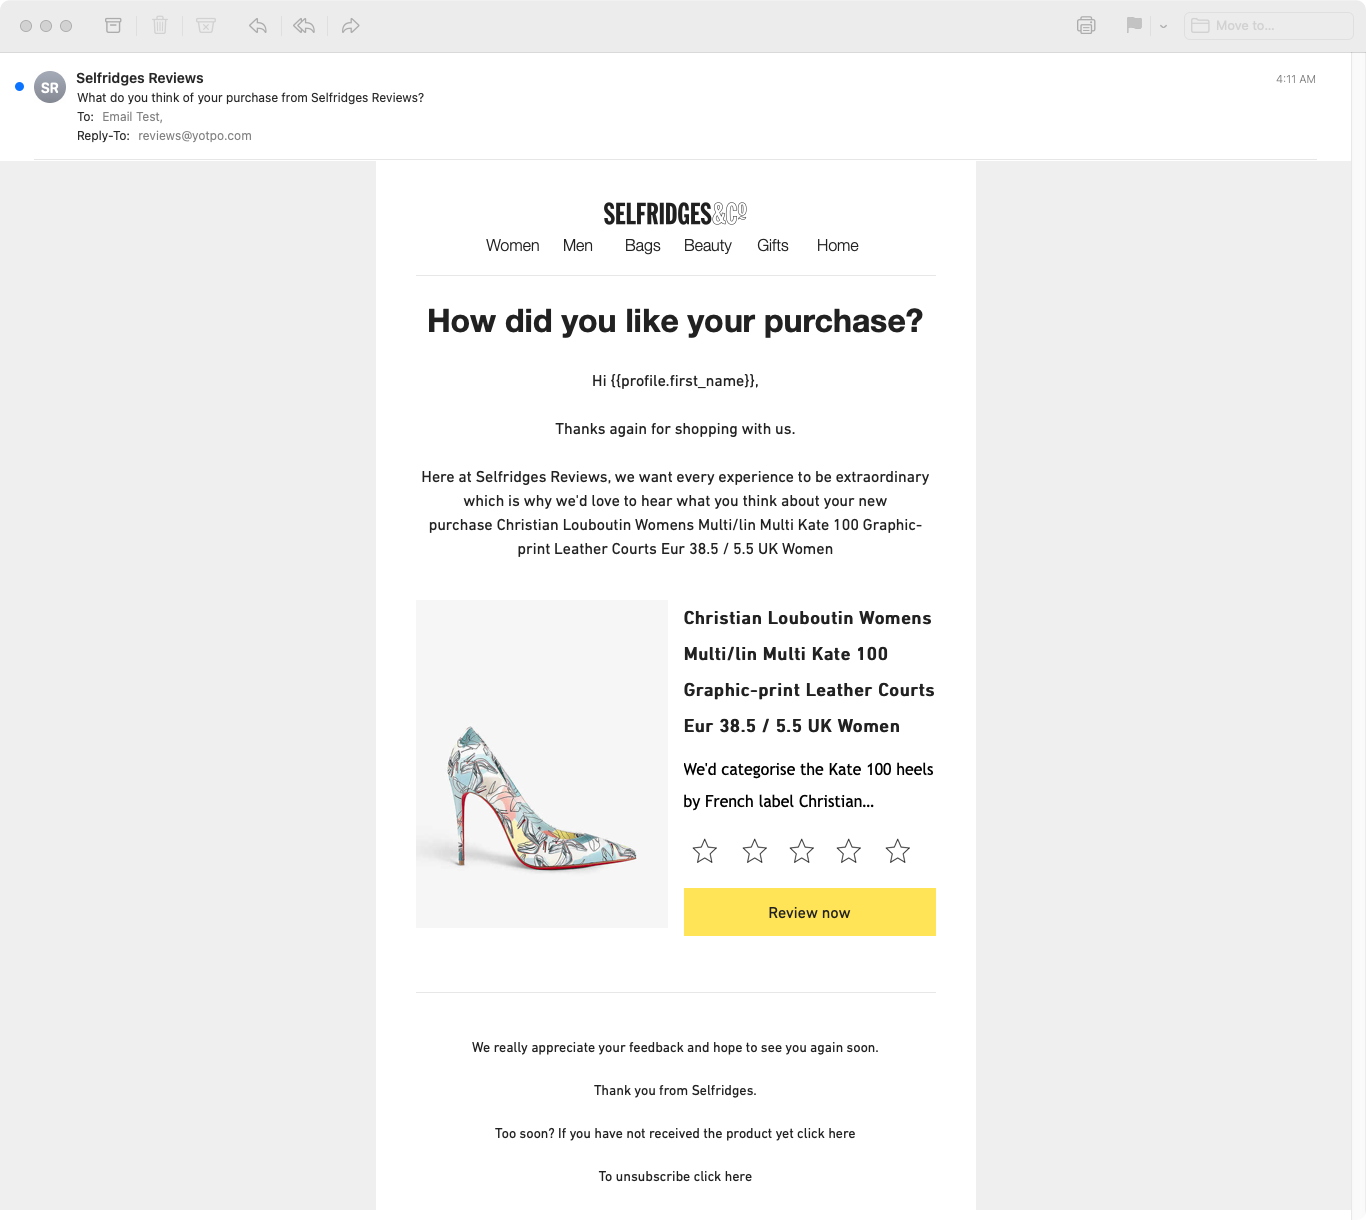 Move to...
SR
Selfridges Reviews
4:11 AM
What do you think of your purchase from Selfridges Reviews?
To: Email Test,
Reply-To: reviews@yotpo.com
SELFRIDGES&Cº
Women Men Bags Beauty Gifts Home
How did you like your purchase?
Hi {{profile.first_name}},
Thanks again for shopping with us.
Here at Selfridges Reviews, we want every experience to be extraordinary
which is why we'd love to hear what you think about your new
purchase Christian Louboutin Womens Multi/lin Multi Kate 100 Graphic-
print Leather Courts Eur 38.5 / 5.5 UK Women
Christian Louboutin Womens
Multi/lin Multi Kate 100
Graphic-print Leather Courts
Eur 38.5 / 5.5 UK Women
We'd categorise the Kate 100 heels
by French label Christian...
Review now
We really appreciate your feedback and hope to see you again soon.
Thank you from Selfridges.
Too soon? If you have not received the product yet click here
To unsubscribe click here